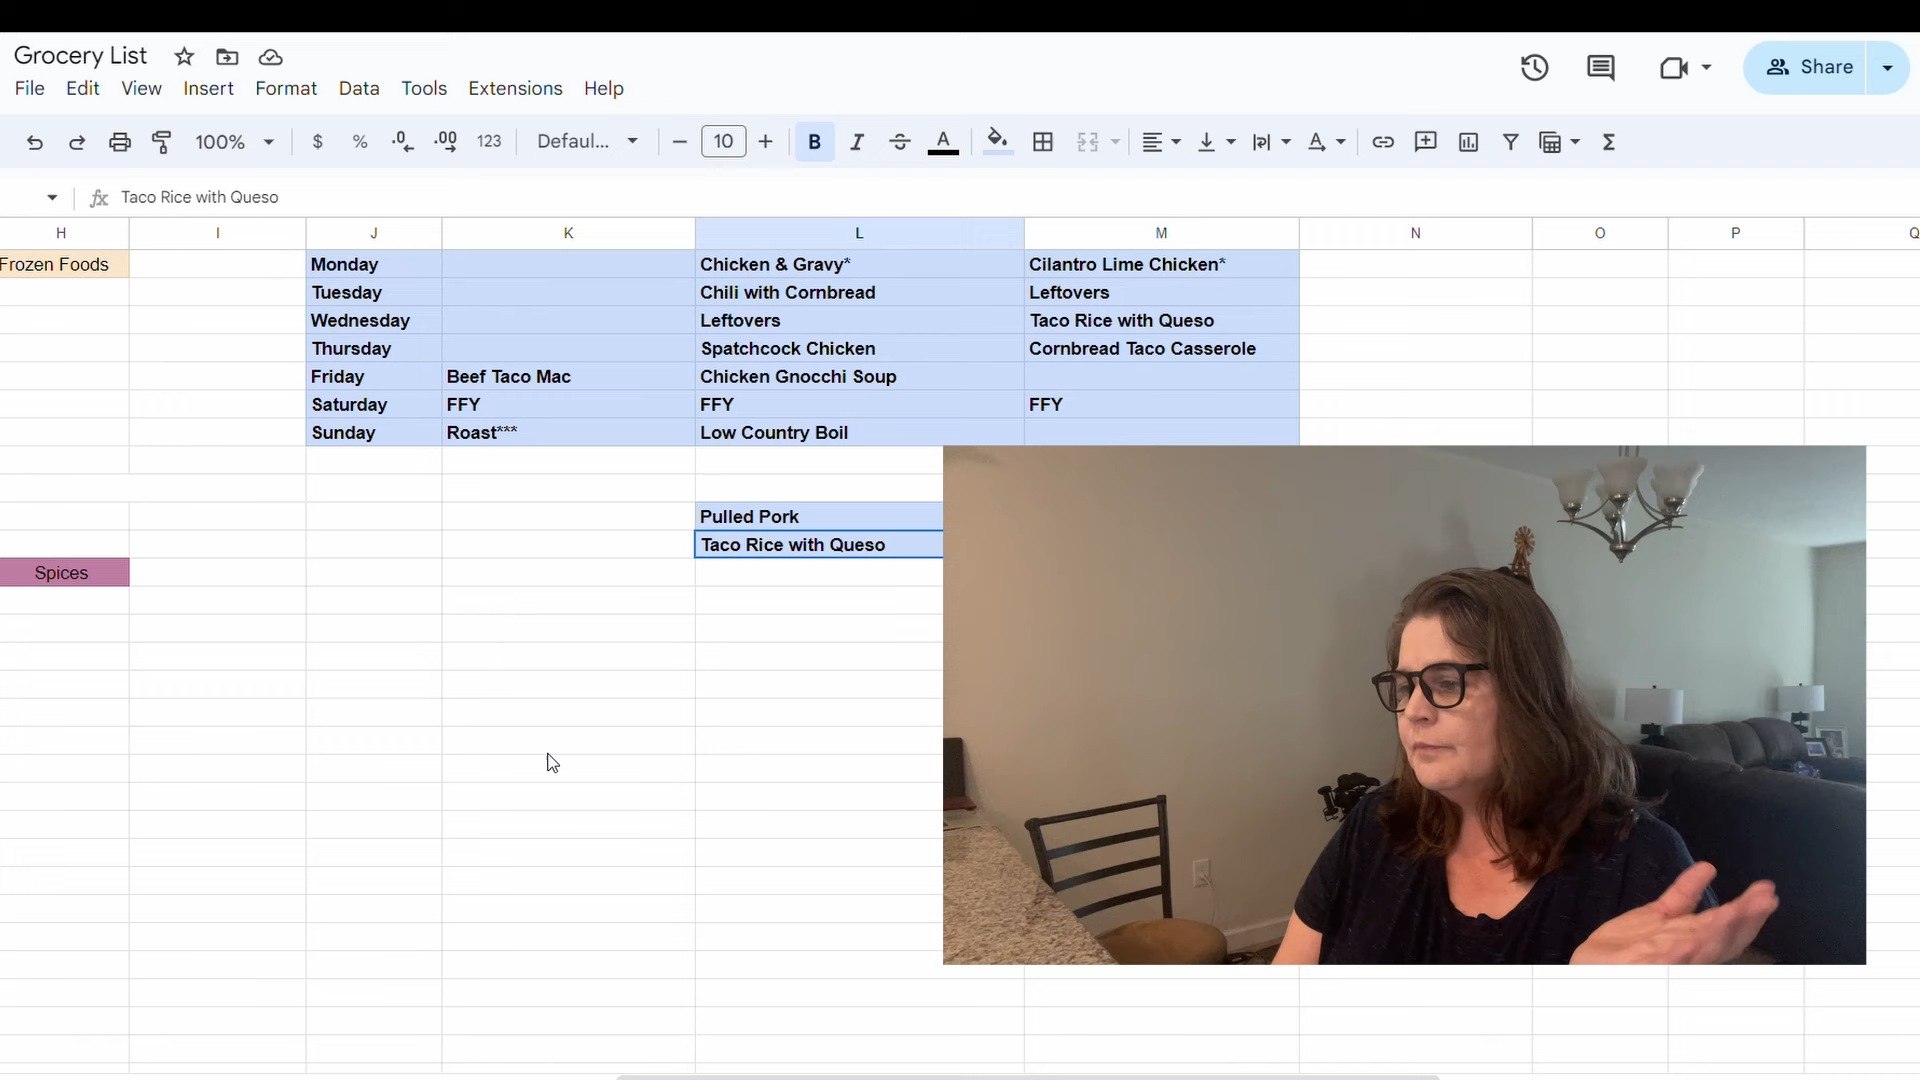 Grocery List
File Edit View Insert Format Data Tools Extensions Help
Share
100% $ % .0 .00 123 Defaul... 10 B I A A Σ
fx Taco Rice with Queso
H I J K L M N O P Q
Frozen Foods Monday Chicken & Gravy* Cilantro Lime Chicken*
Tuesday Chili with Cornbread Leftovers
Wednesday Leftovers Taco Rice with Queso
Thursday Spatchcock Chicken Cornbread Taco Casserole
Friday Beef Taco Mac Chicken Gnocchi Soup
Saturday FFY FFY FFY
Sunday Roast*** Low Country Boil
Pulled Pork
Taco Rice with Queso
Spices